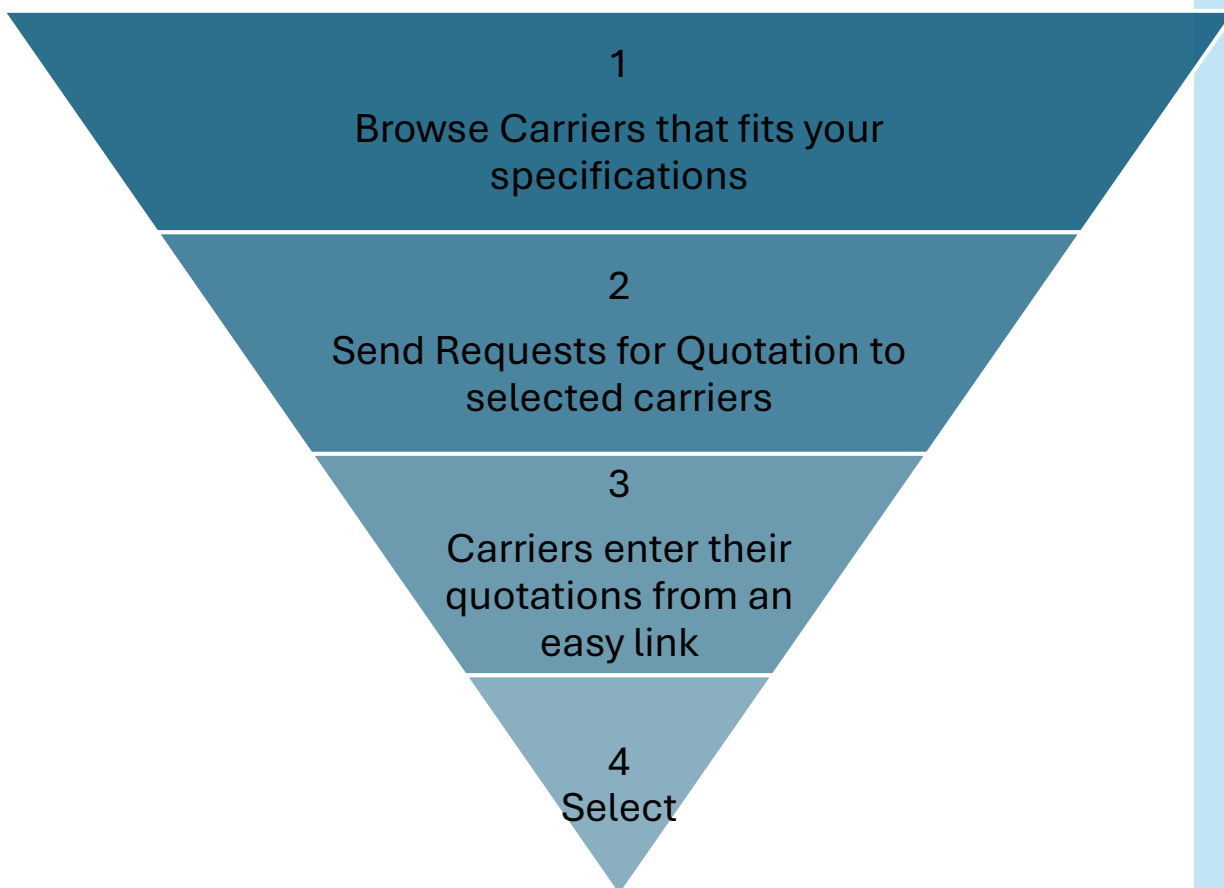 1
Browse Carriers that fits your
specifications
2
Send Requests for Quotation to
selected carriers
3
Carriers enter their
quotations from an
easy link
4
Select